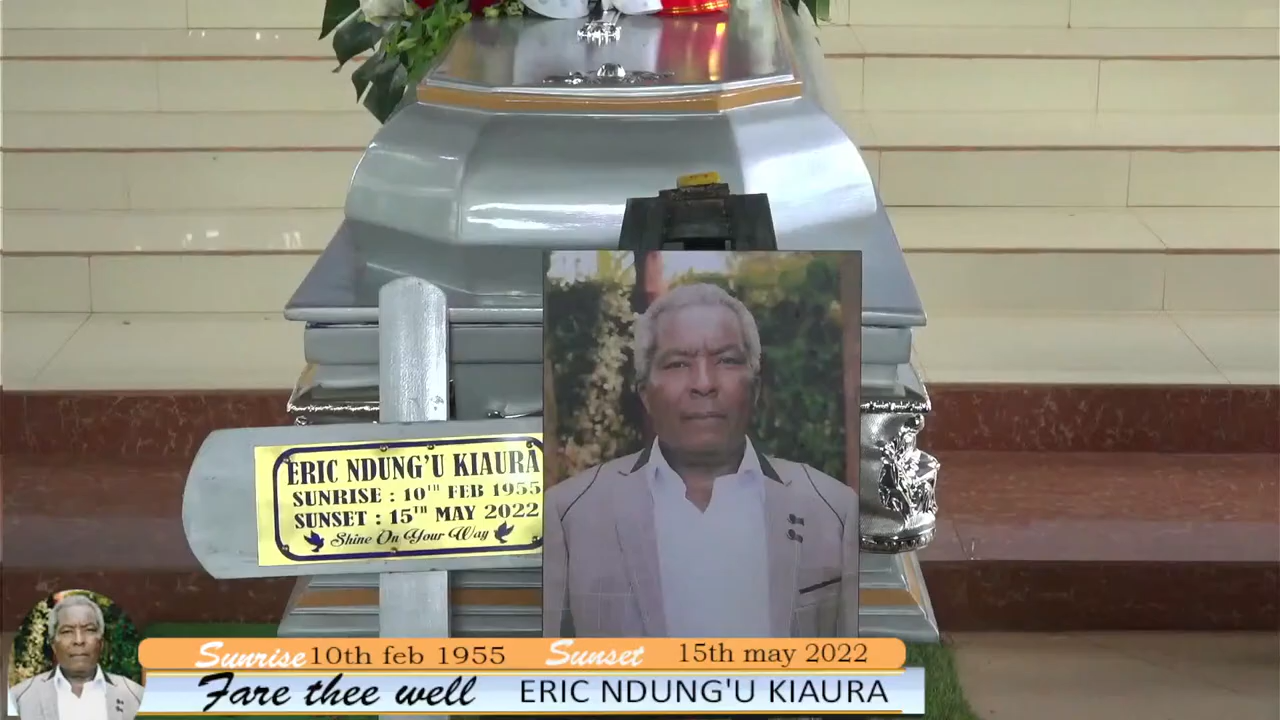 ERIC NDUNG'U KIAURA
SUNRISE : 10TH FEB 1955
SUNSET : 15TH MAY 2022
Shine On Your Way
Sunrise 10th feb 1955 Sunset 15th may 2022
Fare thee well ERIC NDUNG'U KIAURA